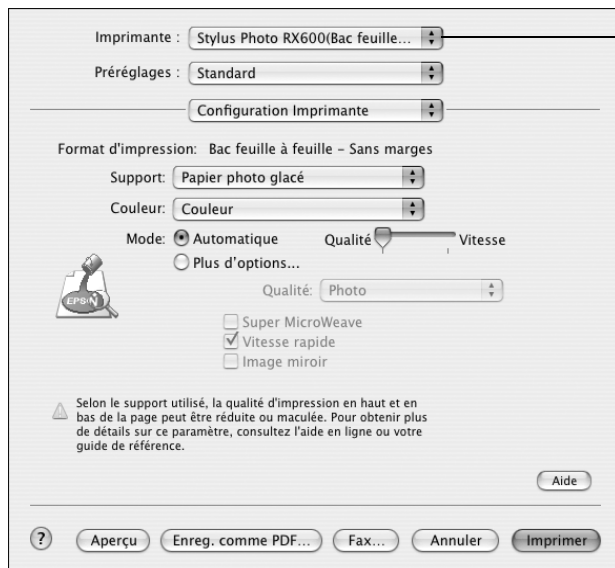 Imprimante : Stylus Photo RX600(Bac feuille...
Préréglages : Standard
Configuration Imprimante
Format d'impression: Bac feuille à feuille – Sans marges
Support: Papier photo glacé
Couleur: Couleur
Mode: Automatique Qualité Vitesse
Plus d'options...
Qualité: Photo
EPSON
Super MicroWeave
Vitesse rapide
Image miroir
Selon le support utilisé, la qualité d'impression en haut et en
bas de la page peut être réduite ou maculée. Pour obtenir plus
de détails sur ce paramètre, consultez l'aide en ligne ou votre
guide de référence.
Aide
? Aperçu Enreg. comme PDF... Fax... Annuler Imprimer